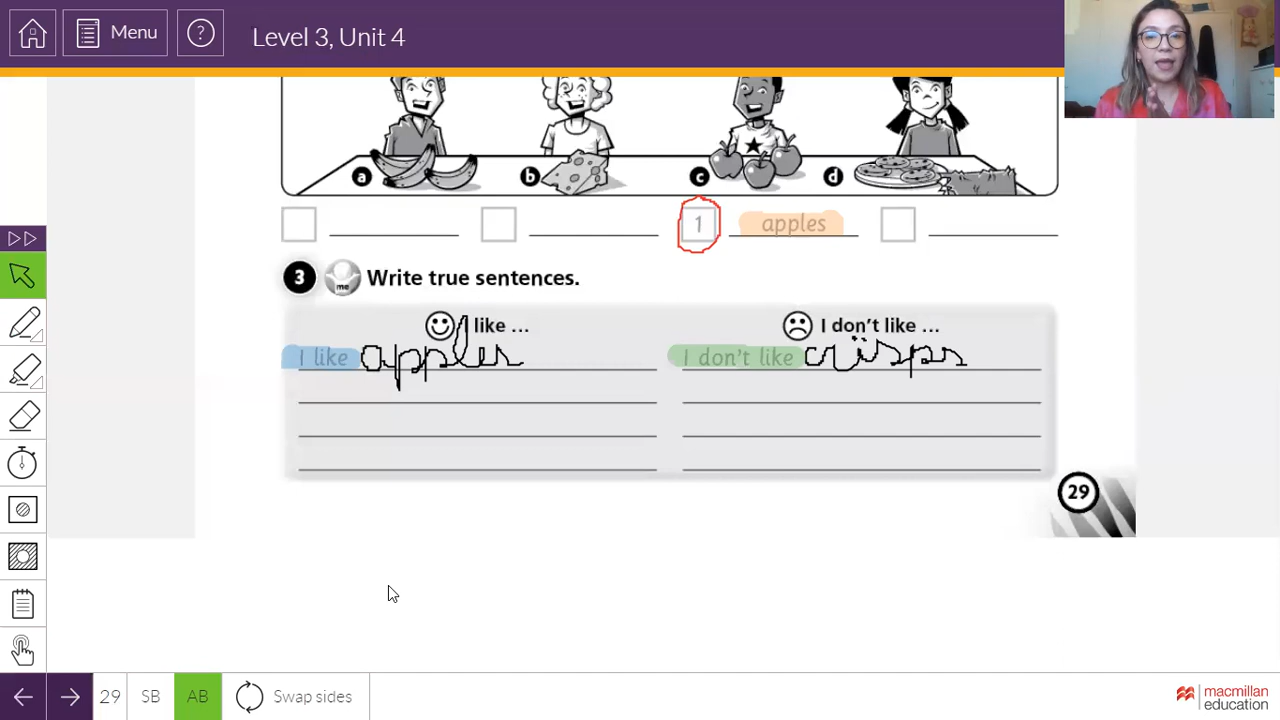 Menu
?
Level 3, Unit 4
a
b
c
d
1
apples
3 me Write true sentences.
I like ...
I don't like ...
I like apples
I don't like crisps
29
29
SB
AB
Swap sides
macmillan
education